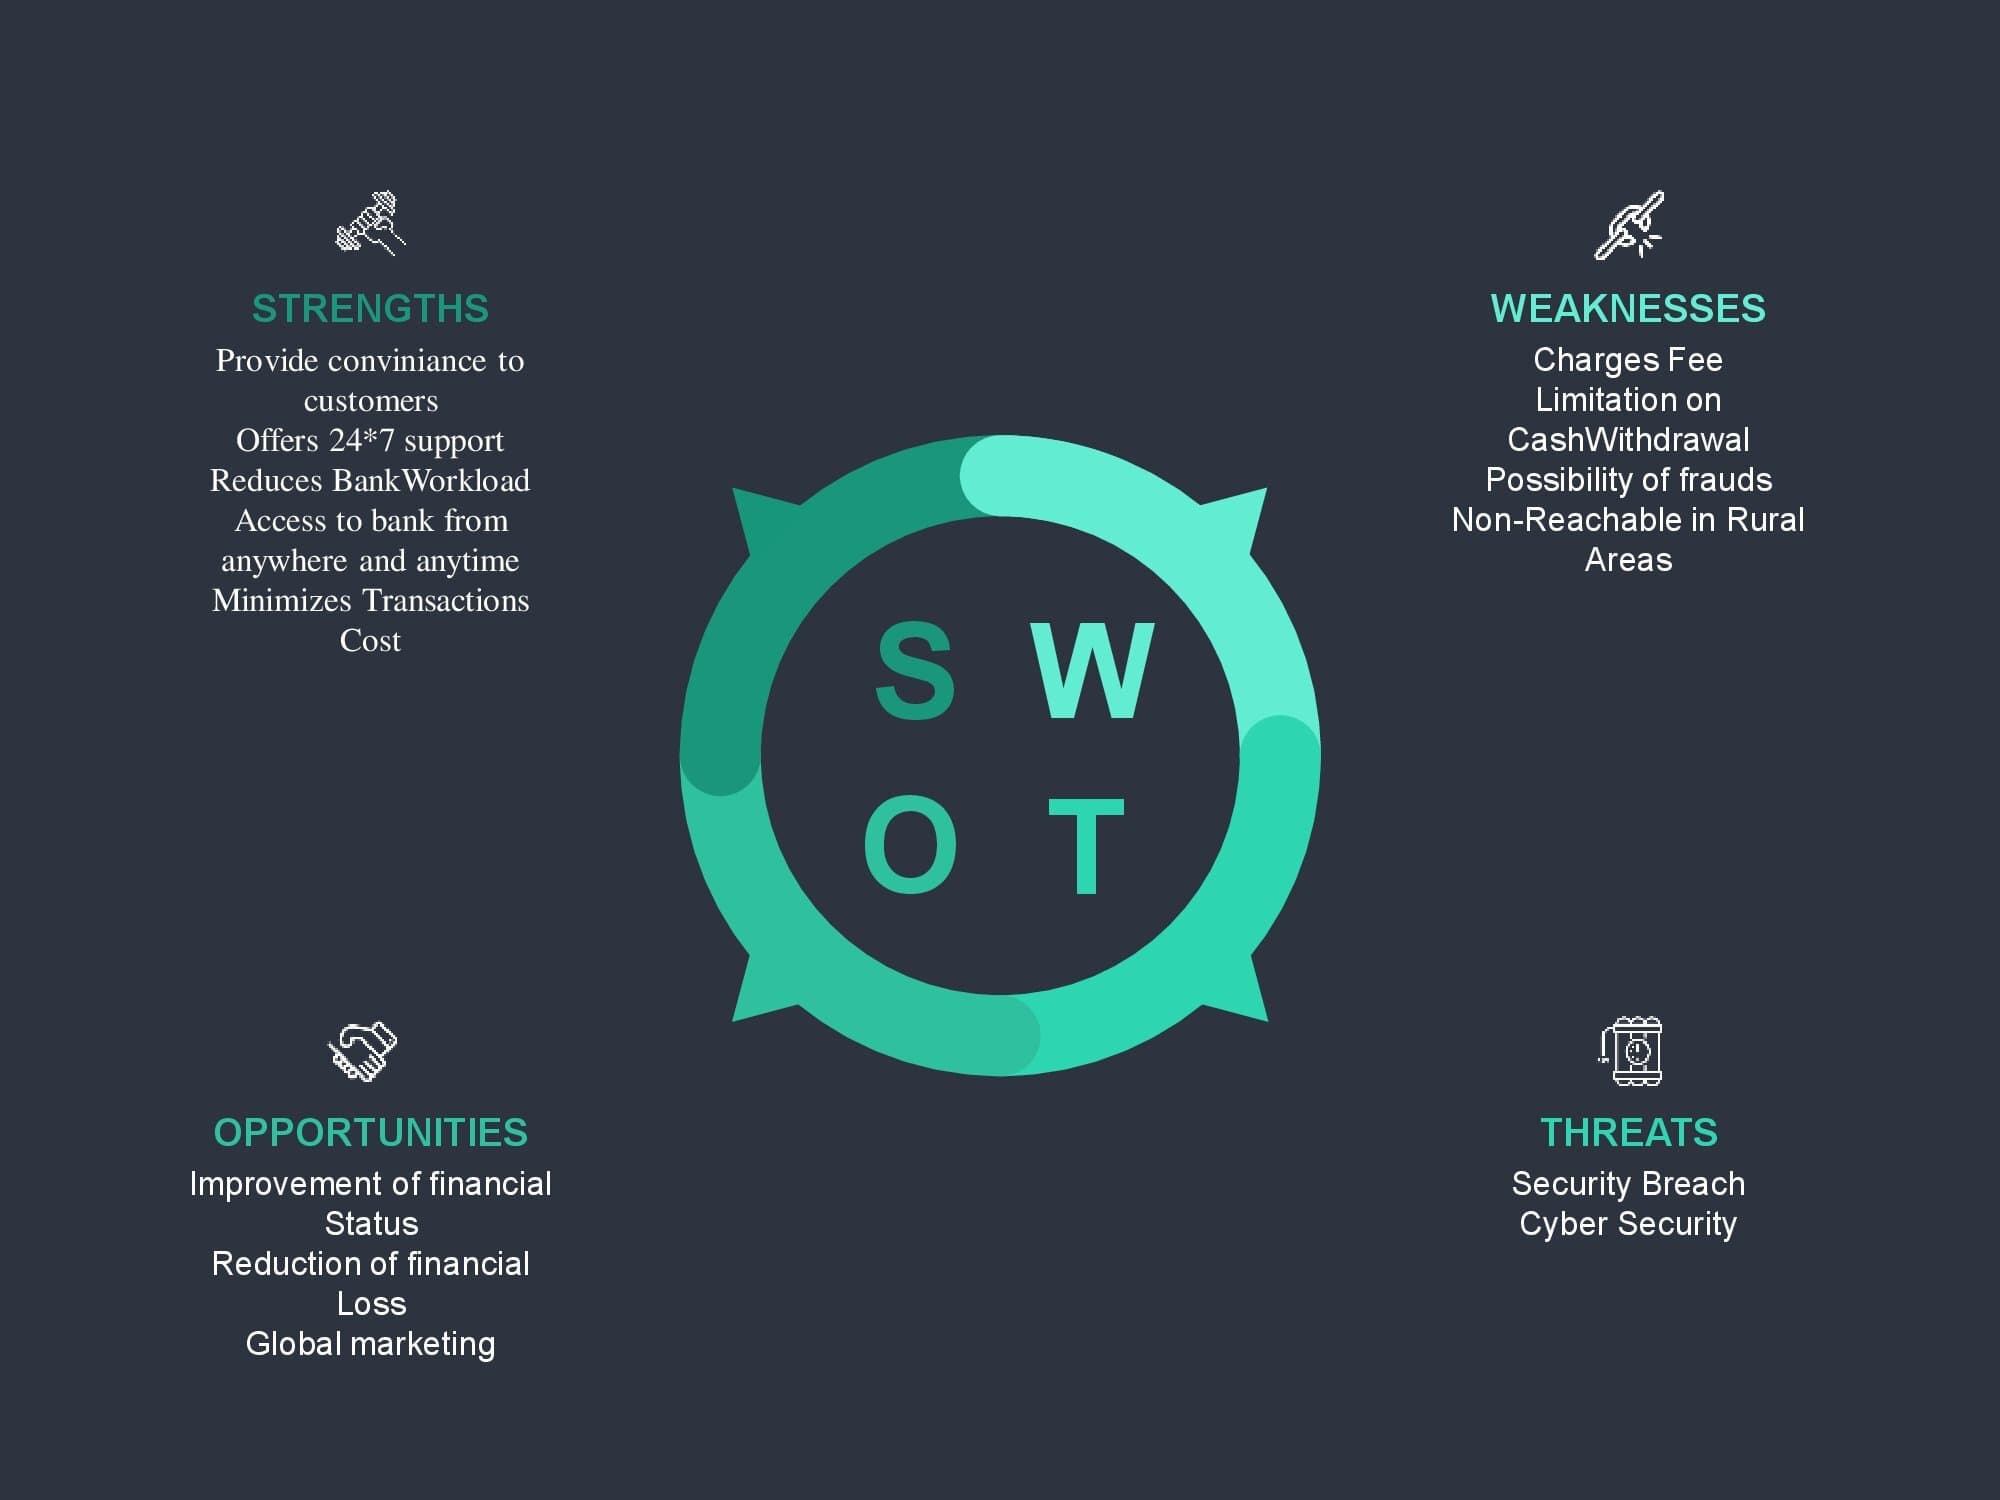 STRENGTHS
Provide conviniance to
customers
Offers 24*7 support
Reduces BankWorkload
Access to bank from
anywhere and anytime
Minimizes Transactions
Cost
WEAKNESSES
Charges Fee
Limitation on
CashWithdrawal
Possibility of frauds
Non-Reachable in Rural
Areas
S W
O T
OPPORTUNITIES
Improvement of financial
Status
Reduction of financial
Loss
Global marketing
THREATS
Security Breach
Cyber Security